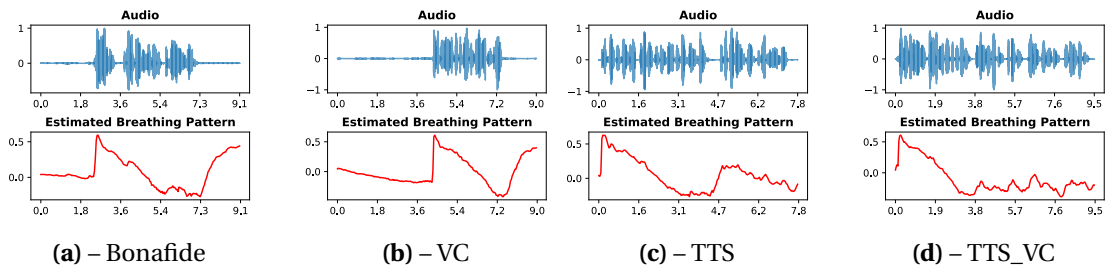 Audio Audio Audio Audio
1 1 1 1
0 0 0 0
−1 −1 −1
0.0 1.8 3.6 5.4 7.3 9.1 0.0 1.8 3.6 5.4 7.2 9.0 0.0 1.6 3.1 4.7 6.2 7.8 0.0 1.9 3.8 5.7 7.6 9.5
Estimated Breathing Pattern Estimated Breathing Pattern Estimated Breathing Pattern Estimated Breathing Pattern
0.5 0.5 0.5 0.5
0.0 0.0 0.0 0.0
0.0 1.8 3.6 5.4 7.3 9.1 0.0 1.8 3.6 5.4 7.2 9.0 0.0 1.6 3.1 4.7 6.2 7.8 0.0 1.9 3.8 5.7 7.6 9.5
(a) – Bonafide (b) – VC (c) – TTS (d) – TTS_VC